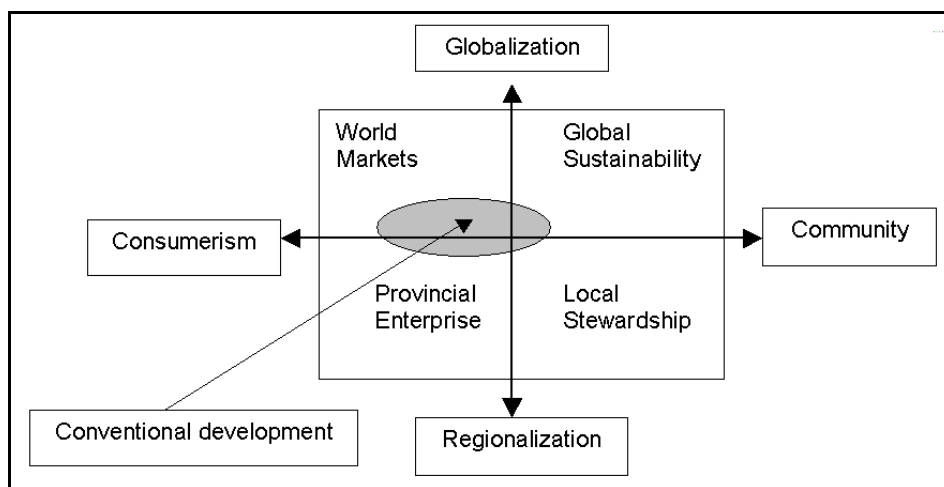 Globalization
World
Markets
Global
Sustainability
Consumerism
Community
Provincial
Enterprise
Local
Stewardship
Conventional development
Regionalization